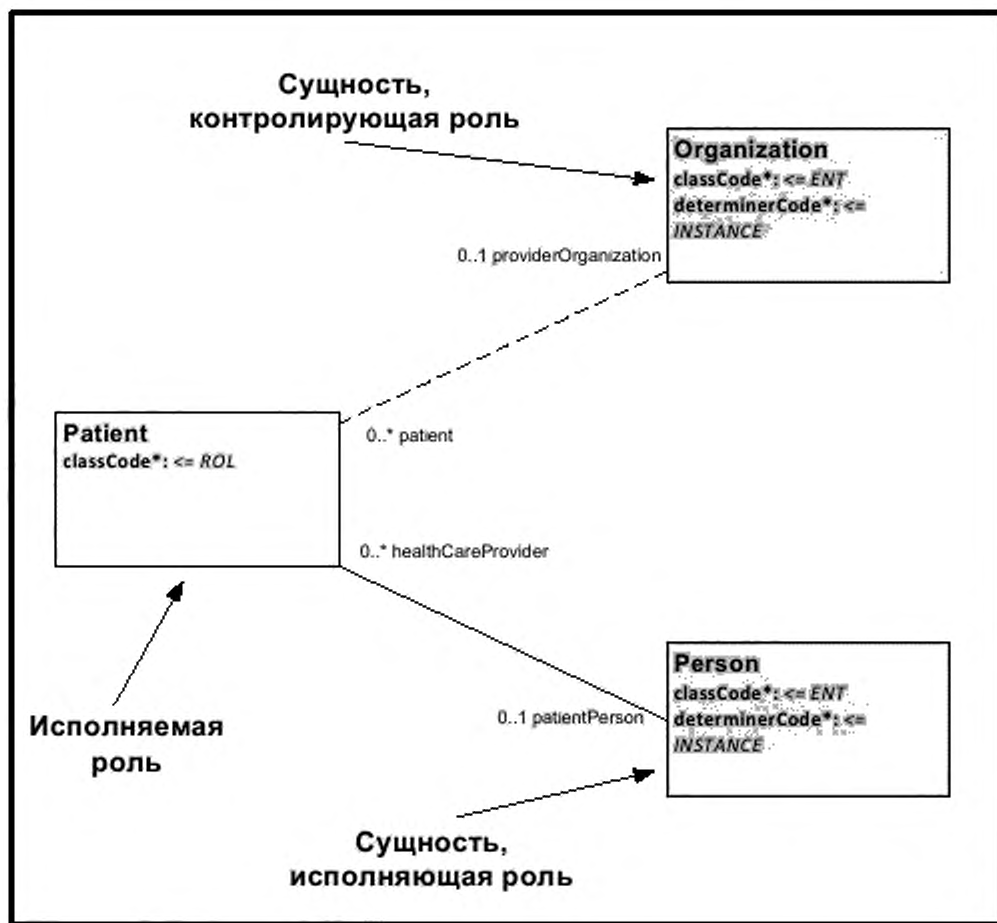 Сущность,
контролирующая роль
Organization
classCode*: <= ENT
determinerCode*: <=
INSTANCE
0..1 providerOrganization
Patient
classCode*: <= ROL
0..* patient
0..* healthCareProvider
Person
classCode*: <= ENT
determinerCode*: <=
INSTANCE
0..1 patientPerson
Исполняемая
роль
Сущность,
исполняющая роль